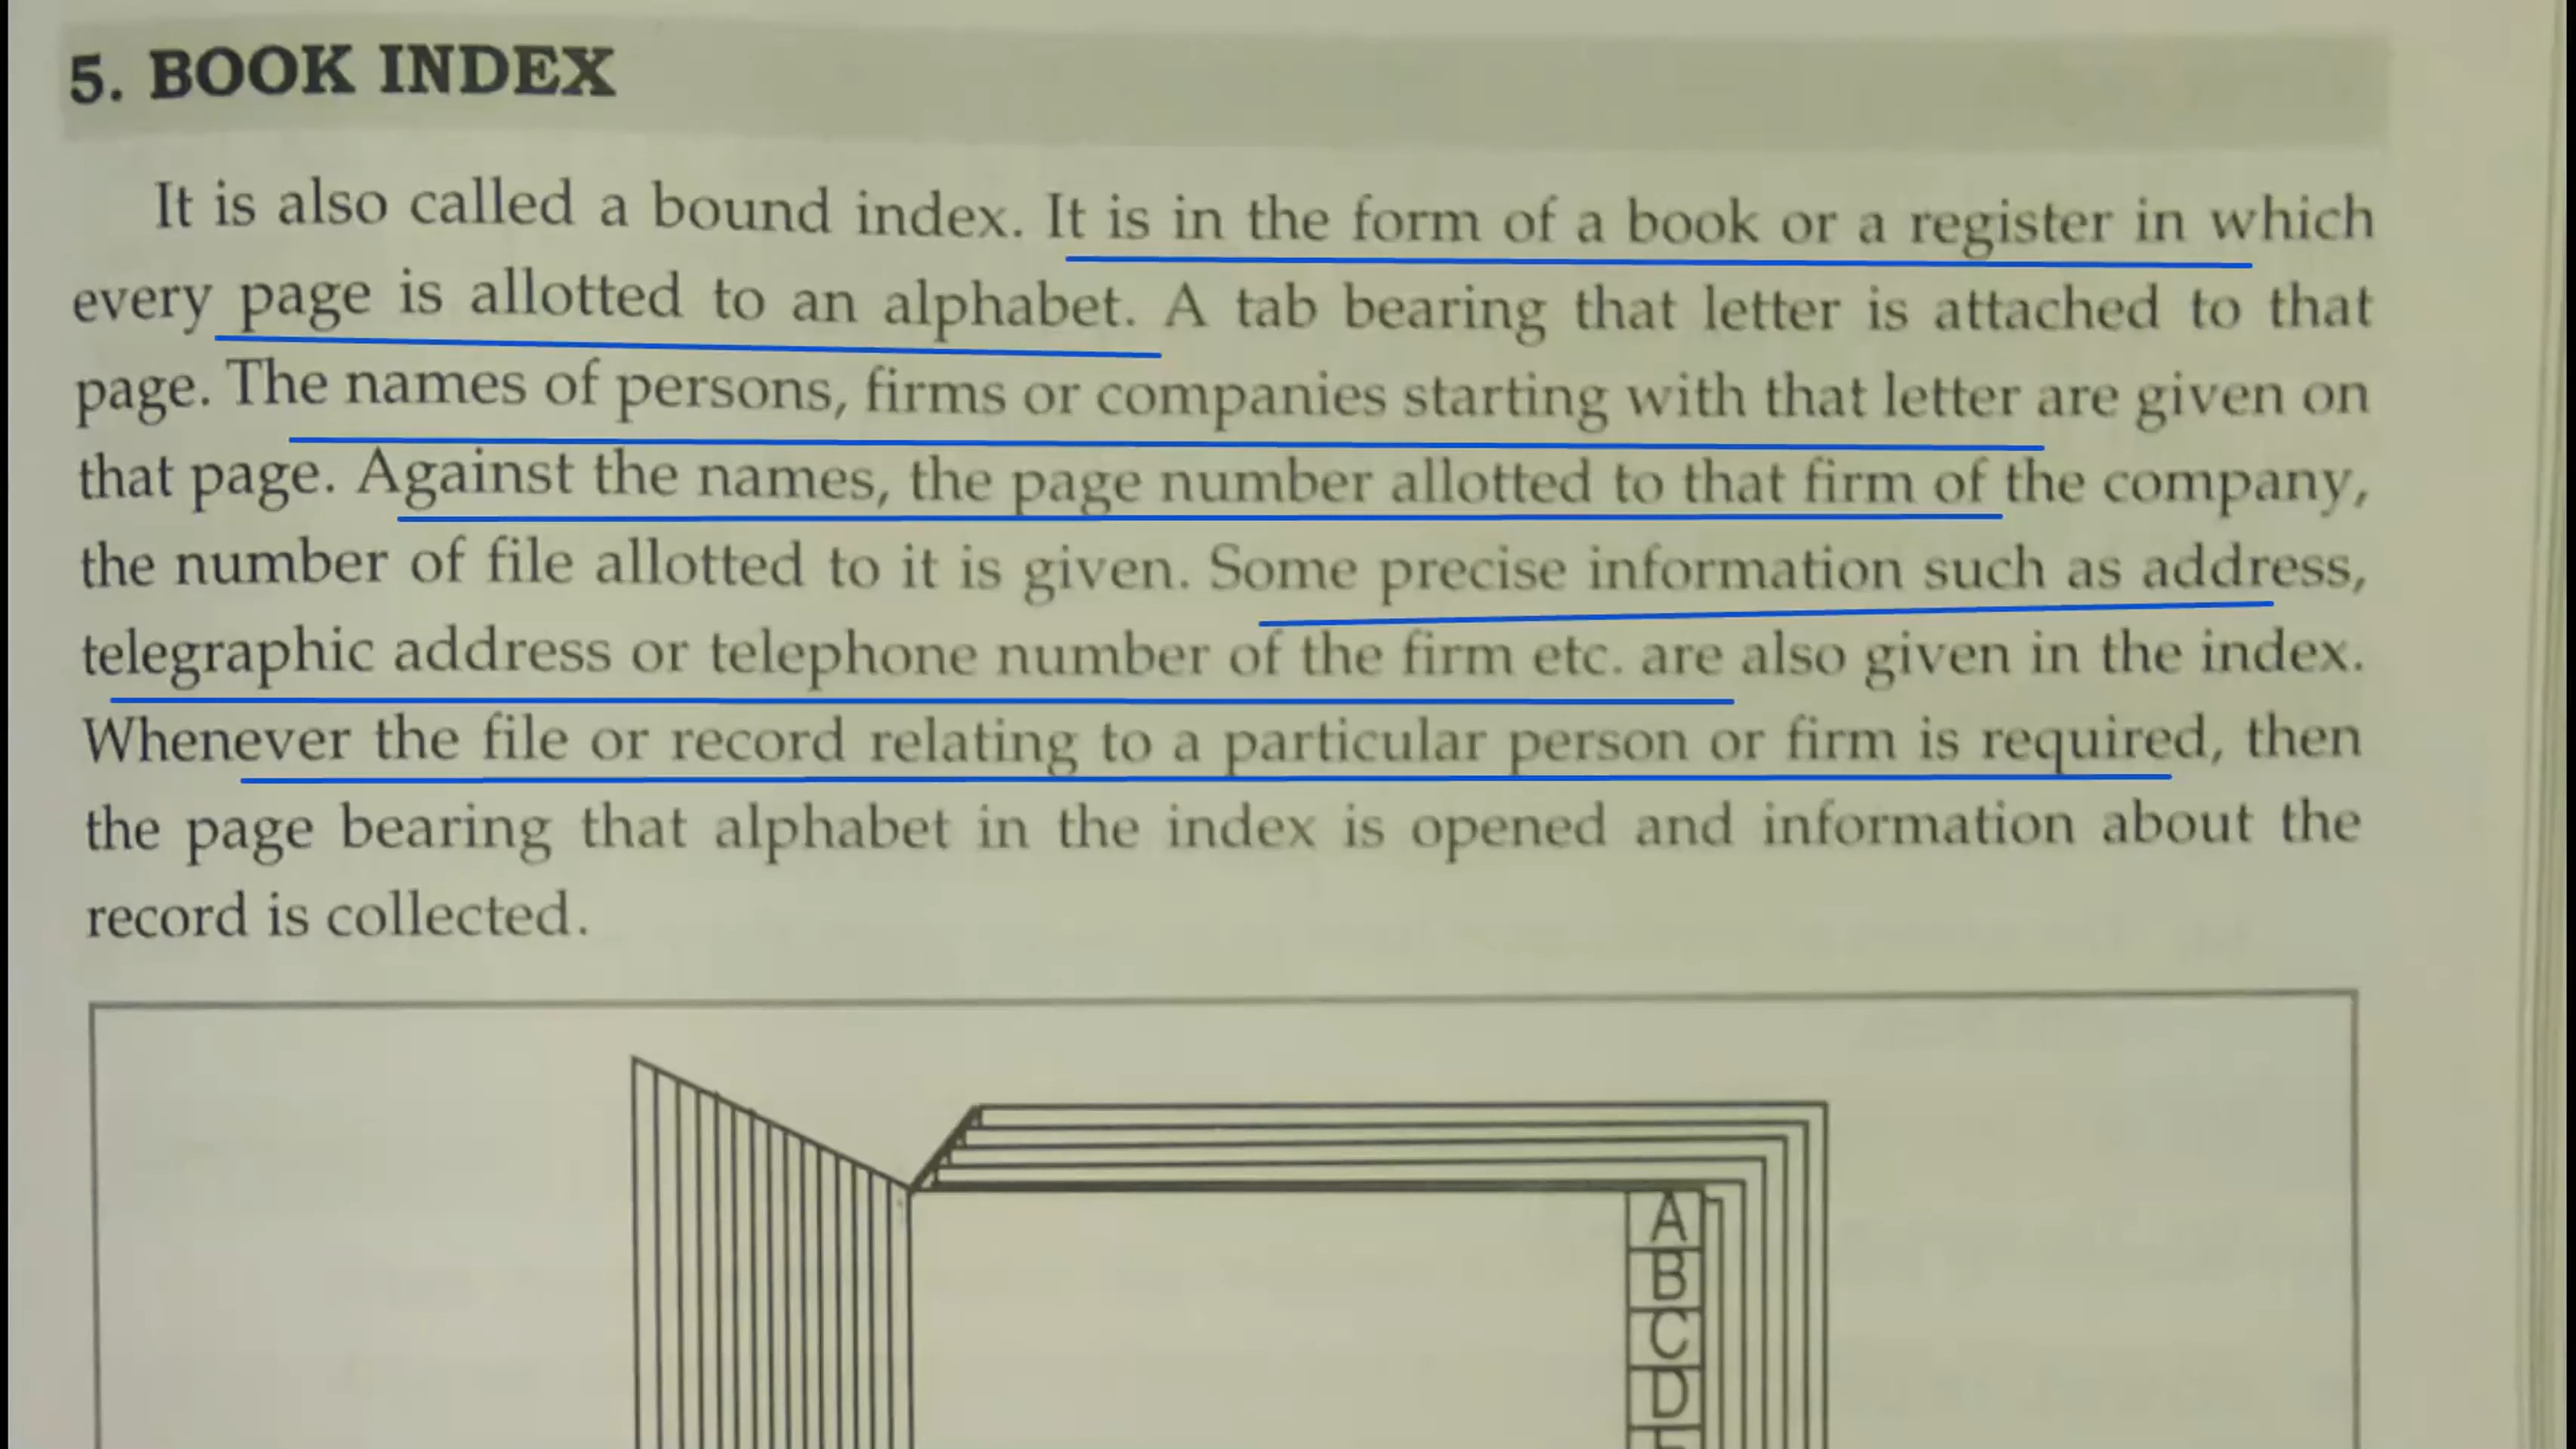 5. BOOK INDEX
It is also called a bound index. It is in the form of a book or a register in which
every page is allotted to an alphabet. A tab bearing that letter is attached to that
page. The names of persons, firms or companies starting with that letter are given on
that page. Against the names, the page number allotted to that firm of the company,
the number of file allotted to it is given. Some precise information such as address,
telegraphic address or telephone number of the firm etc. are also given in the index.
Whenever the file or record relating to a particular person or firm is required, then
the page bearing that alphabet in the index is opened and information about the
record is collected.
A
B
C
D